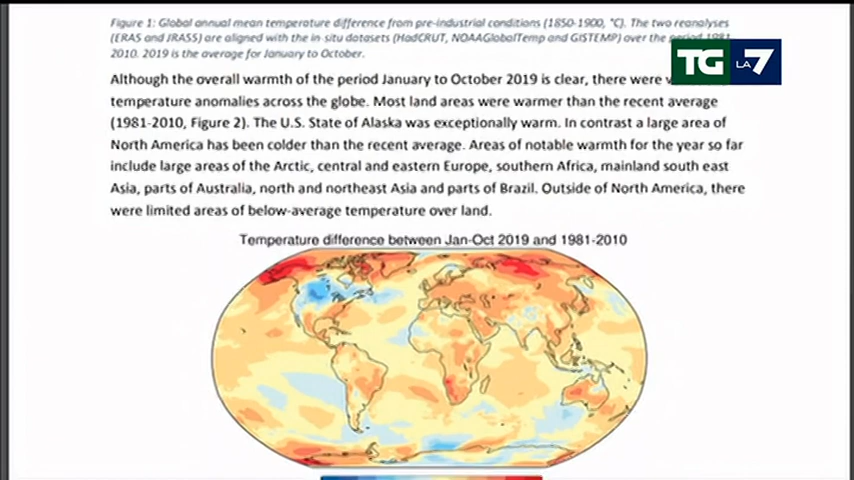 Figure 1: Global annual mean temperature difference from pre-industrial conditions (1850-1900, °C). The two reanalyses
(ERA5 and JRA55) are aligned with the in-situ datasets (HadCRUT, NOAAGlobalTemp and GISTEMP) over the period 1981
2010. 2019 is the average for January to October.
TG LA 7
Although the overall warmth of the period January to October 2019 is clear, there were
temperature anomalies across the globe. Most land areas were warmer than the recent average
(1981-2010, Figure 2). The U.S. State of Alaska was exceptionally warm. In contrast a large area of
North America has been colder than the recent average. Areas of notable warmth for the year so far
include large areas of the Arctic, central and eastern Europe, southern Africa, mainland south east
Asia, parts of Australia, north and northeast Asia and parts of Brazil. Outside of North America, there
were limited areas of below-average temperature over land.
Temperature difference between Jan-Oct 2019 and 1981-2010